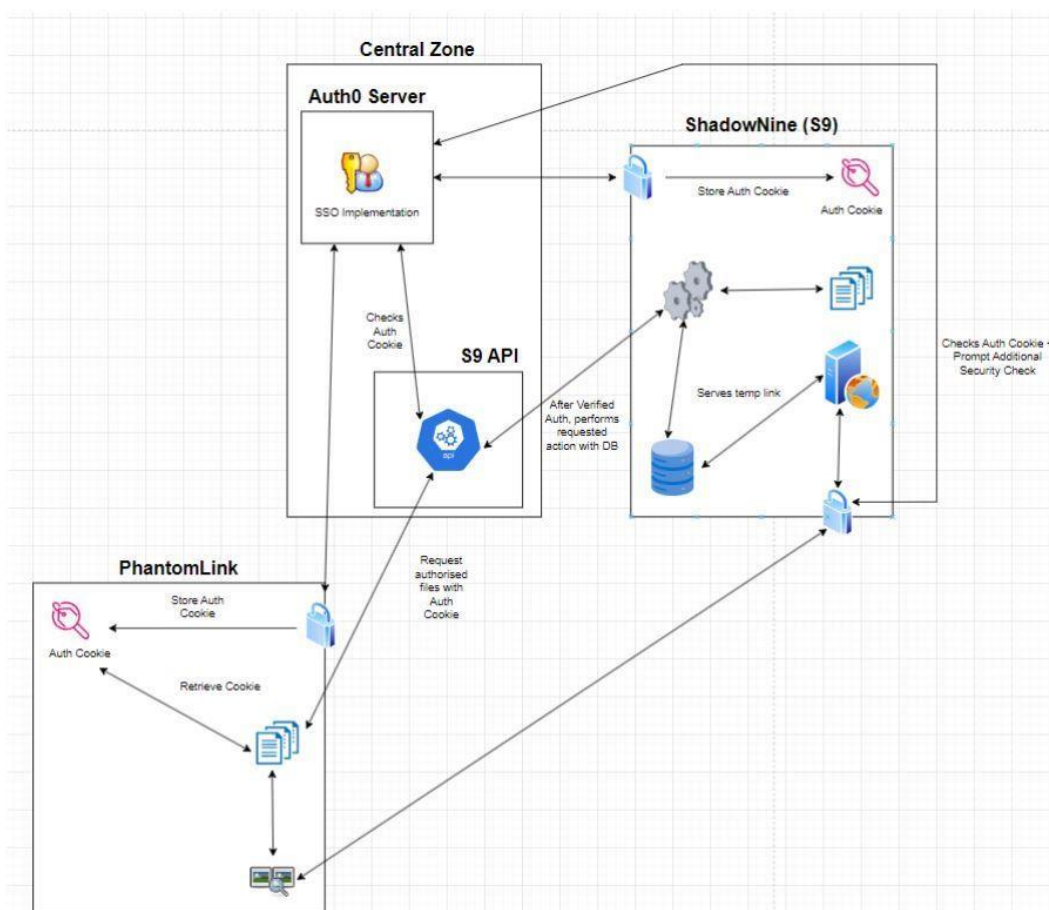 Central Zone
Auth0 Server
SSO Implementation
ShadowNine (S9)
Store Auth Cookie
Auth Cookie
Checks
Auth
Cookie
S9 API
api
After Verified
Auth, performs
requested
action with DB
Serves temp link
Checks Auth Cookie +
Prompt Additional
Security Check
Request
authorised
files with
Auth
Cookie
PhantomLink
Store Auth
Cookie
Auth Cookie
Retrieve Cookie